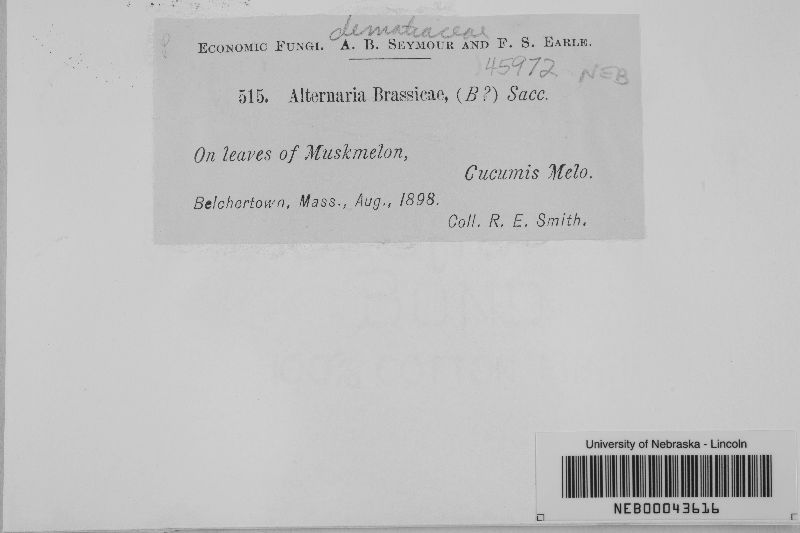 dematiaceae
Economic Fungi. A. B. Seymour and F. S. Earle.
45972 NEB
515. Alternaria Brassicae, (B?) Sacc.
On leaves of Muskmelon,
Cucumis Melo.
Belchertown, Mass., Aug., 1898.
Coll. R. E. Smith.
University of Nebraska - Lincoln
NEB00043616